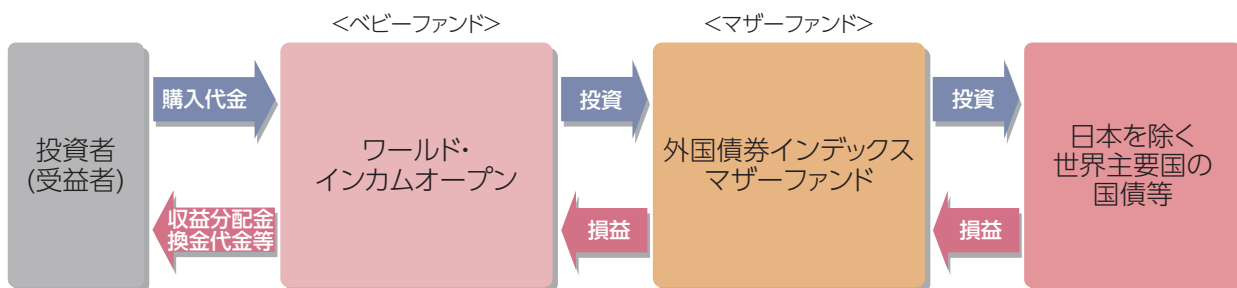 <ベビーファンド>
<マザーファンド>
投資者
(受益者)
購入代金
収益分配金
換金代金等
ワールド・
インカムオープン
投資
損益
外国債券インデックス
マザーファンド
投資
損益
日本を除く
世界主要国の
国債等